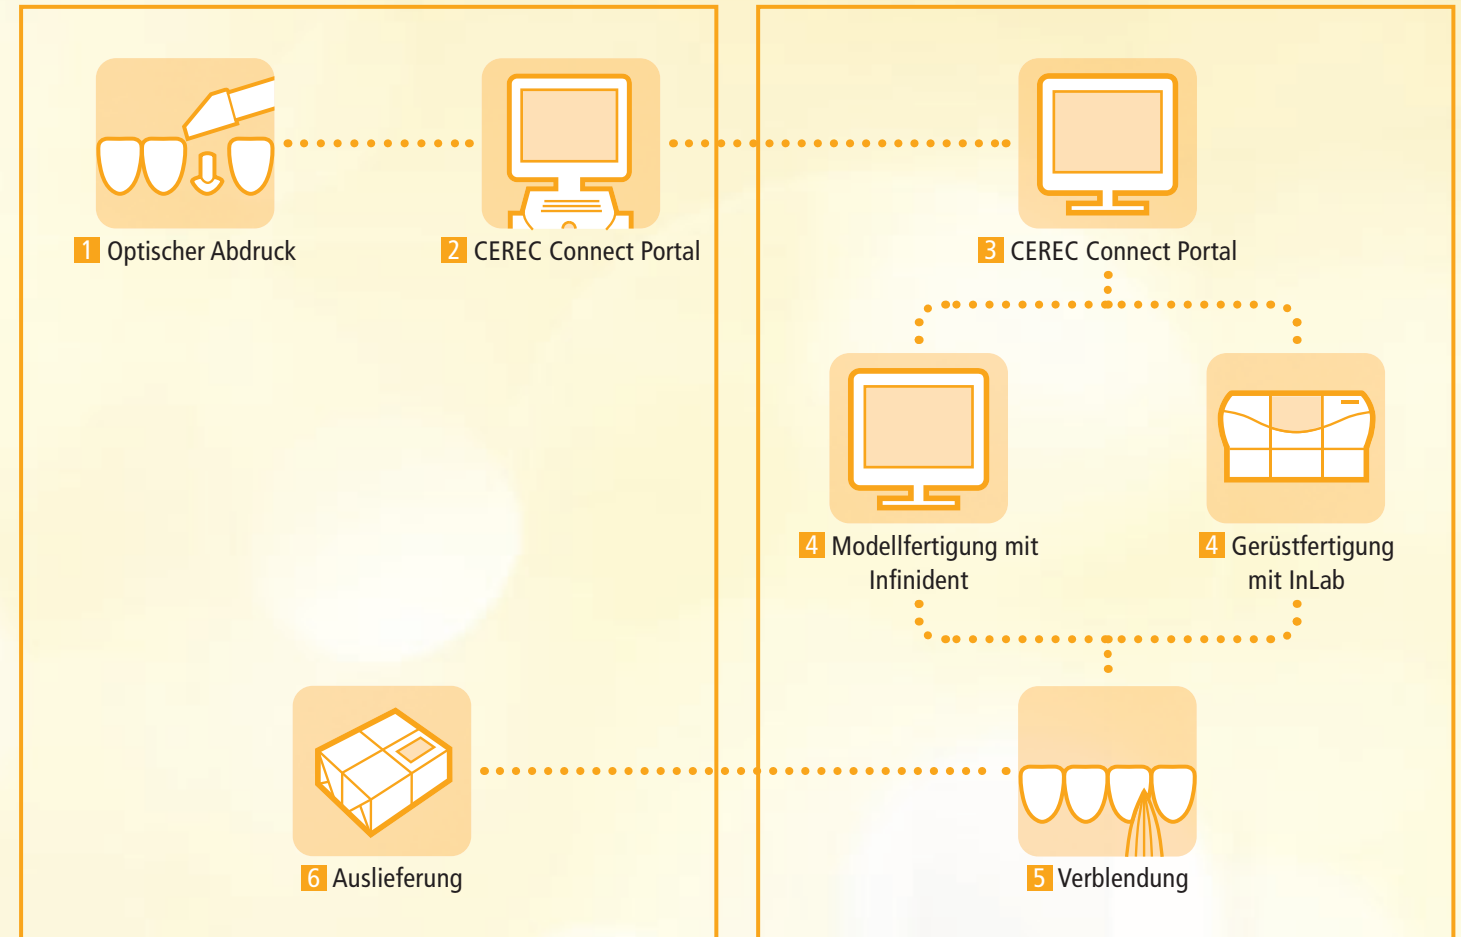 1 Optischer Abdruck
2 CEREC Connect Portal
3 CEREC Connect Portal
4 Modellfertigung mit
Infinident
4 Gerüstfertigung
mit InLab
6 Auslieferung
5 Verblendung